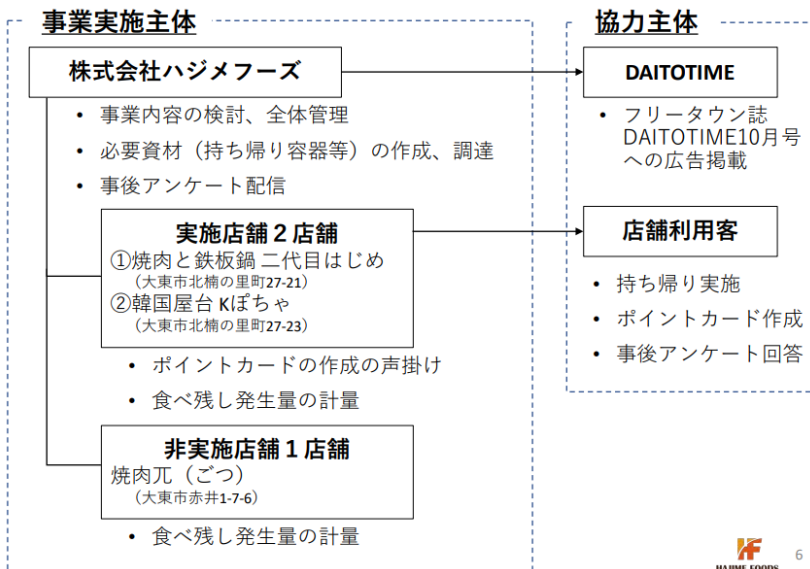 事業実施主体
株式会社ハジメフーズ
• 事業内容の検討、全体管理
• 必要資材（持ち帰り容器等）の作成、調達
• 事後アンケート配信
実施店舗２店舗
①焼肉と鉄板鍋 二代目はじめ
（大東市北楠の里町27-21）
②韓国屋台 Kぽちゃ
（大東市北楠の里町27-23）
• ポイントカードの作成の声掛け
• 食べ残し発生量の計量
非実施店舗１店舗
焼肉兀（ごつ）
（大東市赤井1-7-6）
• 食べ残し発生量の計量
協力主体
DAITOTIME
• フリータウン誌
DAITOTIME10月号
への広告掲載
店舗利用客
• 持ち帰り実施
• ポイントカード作成
• 事後アンケート回答
HAJIME FOODS
6